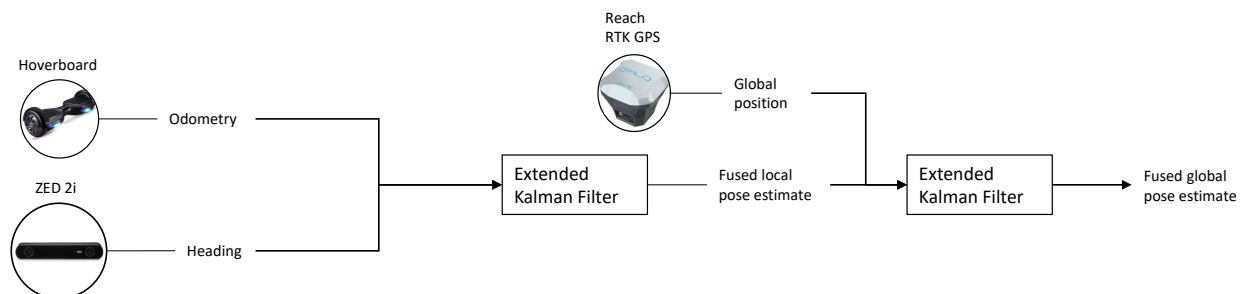 Reach
RTK GPS
Hoverboard
Global
position
Odometry
ZED 2i
Extended
Kalman Filter
Fused local
pose estimate
Extended
Kalman Filter
Fused global
pose estimate
Heading